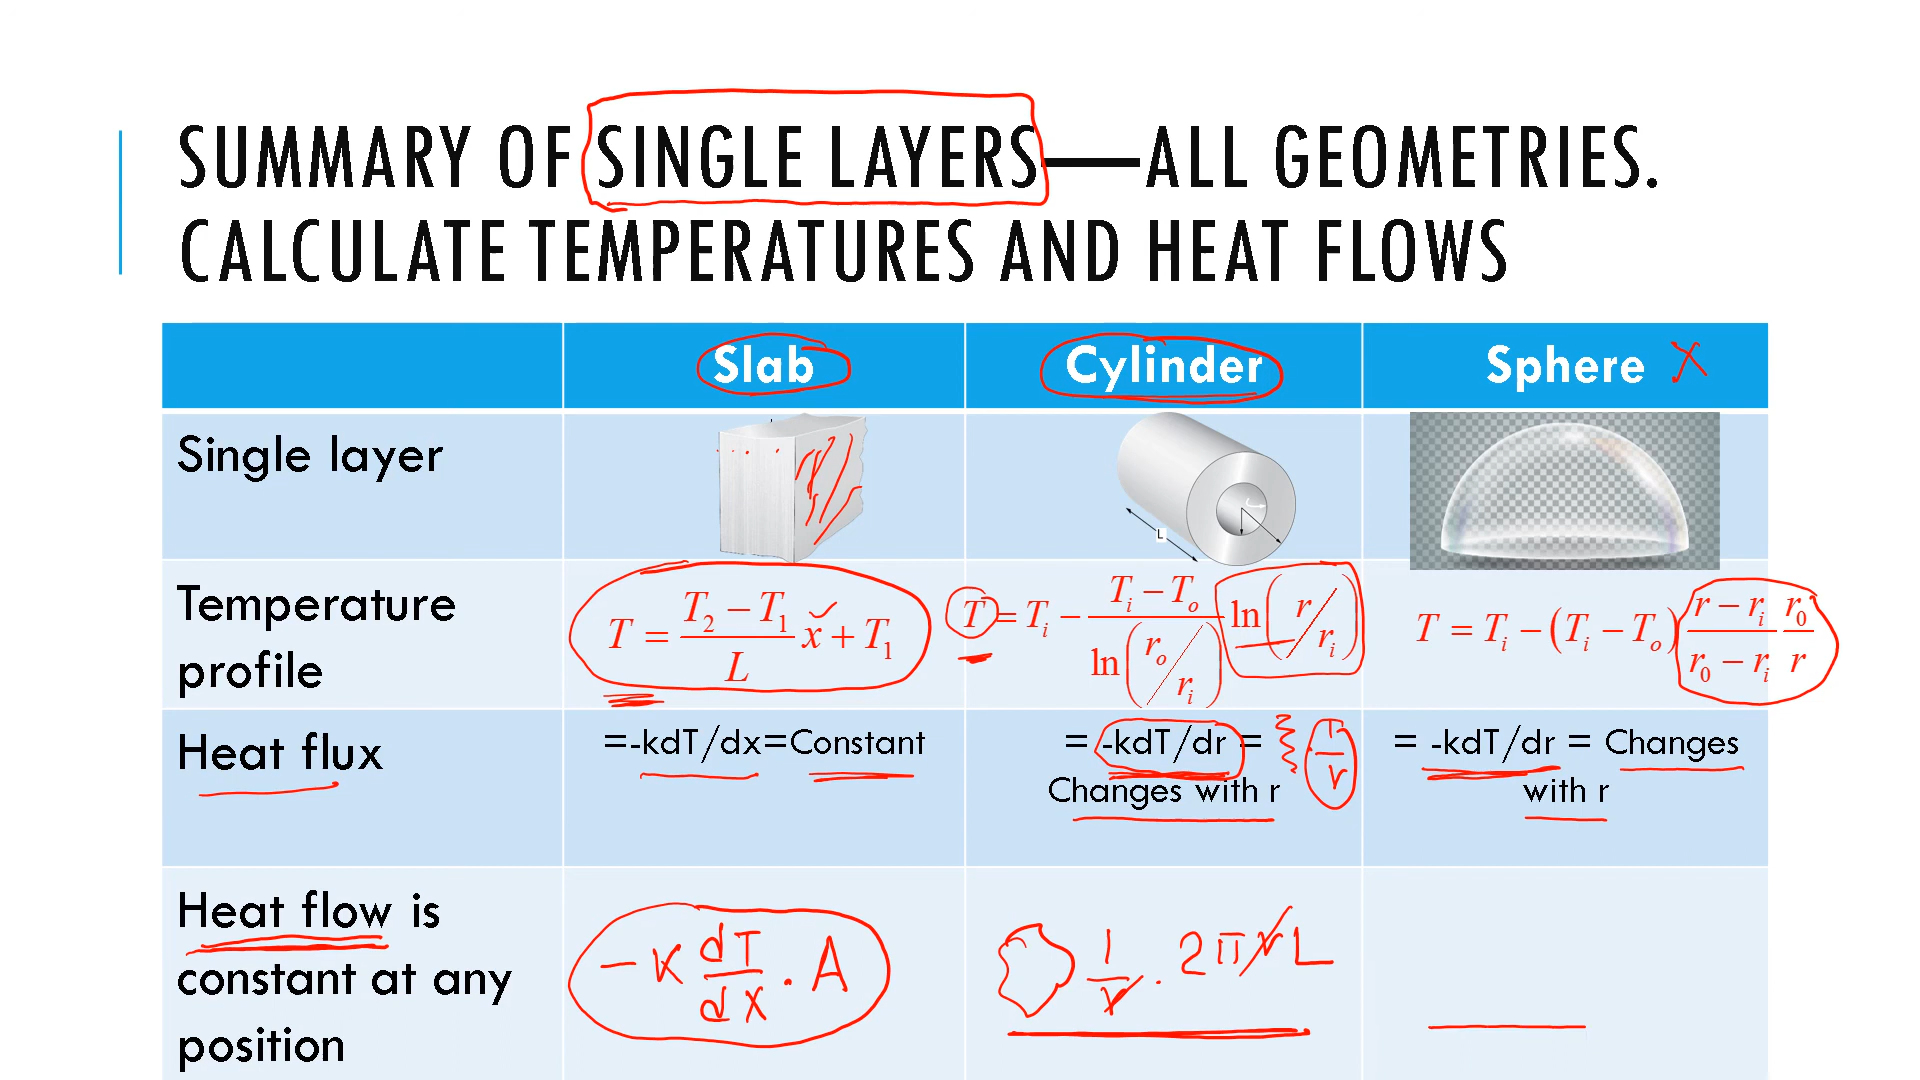 SUMMARY OF SINGLE LAYERS—ALL GEOMETRIES.
CALCULATE TEMPERATURES AND HEAT FLOWS
Slab Cylinder Sphere X
Single layer
L
Temperature
profile
T = (T₂ − T₁)/L x + T₁
T = Tᵢ − (Tᵢ − Tₒ)/ln(rₒ/rᵢ) ln(r/rᵢ)
T = Tᵢ − (Tᵢ − Tₒ) (r − rᵢ)/(r₀ − rᵢ) r₀/r
Heat flux
=-kdT/dx=Constant
= -kdT/dr = 1/r
Changes with r
= -kdT/dr = Changes
with r
Heat flow is
constant at any
position
−K dT/dX · A
1/r · 2πrL